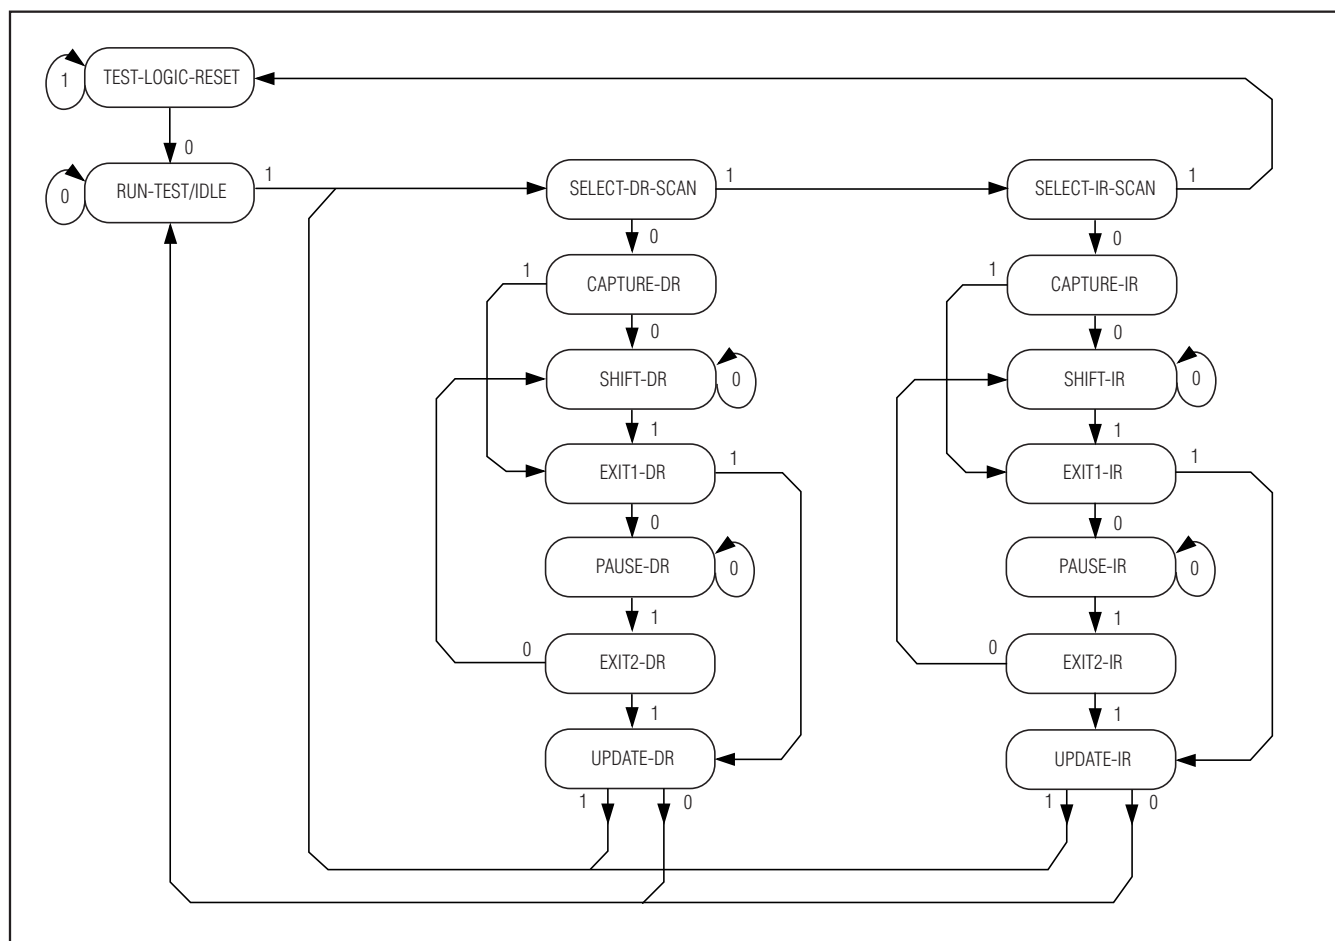 1
TEST-LOGIC-RESET
0
0
RUN-TEST/IDLE
1
SELECT-DR-SCAN
1
SELECT-IR-SCAN
1
0
0
1
CAPTURE-DR
1
CAPTURE-IR
0
0
SHIFT-DR
0
SHIFT-IR
0
1
1
EXIT1-DR
1
EXIT1-IR
1
0
0
PAUSE-DR
0
PAUSE-IR
0
1
1
0
EXIT2-DR
0
EXIT2-IR
1
1
UPDATE-DR
UPDATE-IR
1
0
1
0